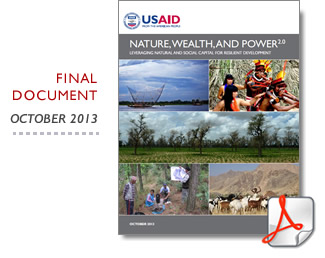 FINAL
DOCUMENT
OCTOBER 2013
USAID
FROM THE AMERICAN PEOPLE
NATURE, WEALTH, AND POWER 2.0
LEVERAGING NATURAL AND SOCIAL CAPITAL FOR RESILIENT DEVELOPMENT
OCTOBER 2013